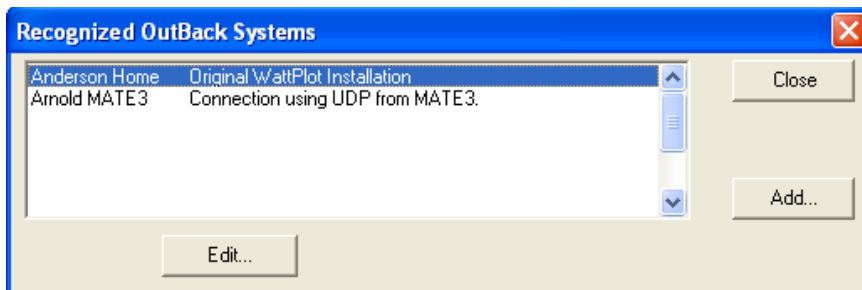 Recognized OutBack Systems
Anderson Home Original WattPlot Installation
Arnold MATE3 Connection using UDP from MATE3.
Close
Add...
Edit...